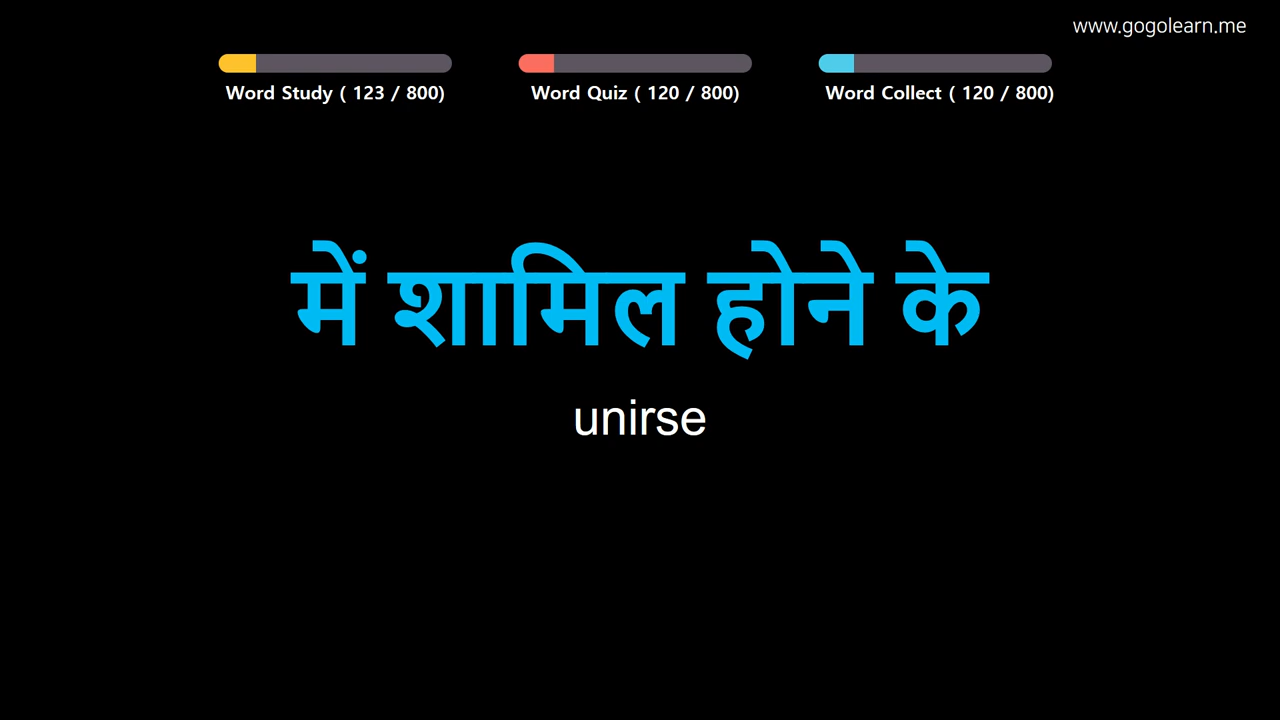 www.gogolearn.me
Word Study ( 123 / 800)
Word Quiz ( 120 / 800)
Word Collect ( 120 / 800)
में शामिल होने के
unirse